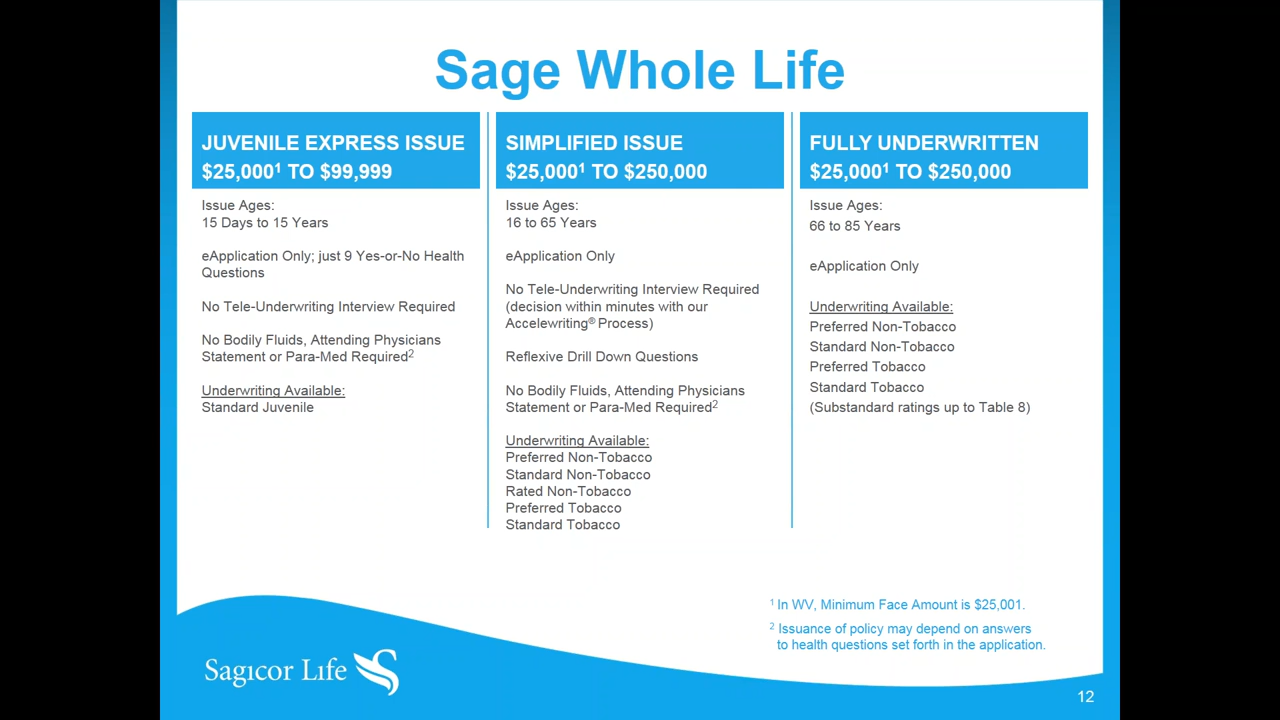 Sage Whole Life
JUVENILE EXPRESS ISSUE
$25,000¹ TO $99,999
Issue Ages:
15 Days to 15 Years
eApplication Only; just 9 Yes-or-No Health
Questions
No Tele-Underwriting Interview Required
No Bodily Fluids, Attending Physicians
Statement or Para-Med Required²
Underwriting Available:
Standard Juvenile
SIMPLIFIED ISSUE
$25,000¹ TO $250,000
Issue Ages:
16 to 65 Years
eApplication Only
No Tele-Underwriting Interview Required
(decision within minutes with our
Accelewriting® Process)
Reflexive Drill Down Questions
No Bodily Fluids, Attending Physicians
Statement or Para-Med Required²
Underwriting Available:
Preferred Non-Tobacco
Standard Non-Tobacco
Rated Non-Tobacco
Preferred Tobacco
Standard Tobacco
FULLY UNDERWRITTEN
$25,000¹ TO $250,000
Issue Ages:
66 to 85 Years
eApplication Only
Underwriting Available:
Preferred Non-Tobacco
Standard Non-Tobacco
Preferred Tobacco
Standard Tobacco
(Substandard ratings up to Table 8)
¹ In WV, Minimum Face Amount is $25,001.
² Issuance of policy may depend on answers
to health questions set forth in the application.
Sagicor Life
12